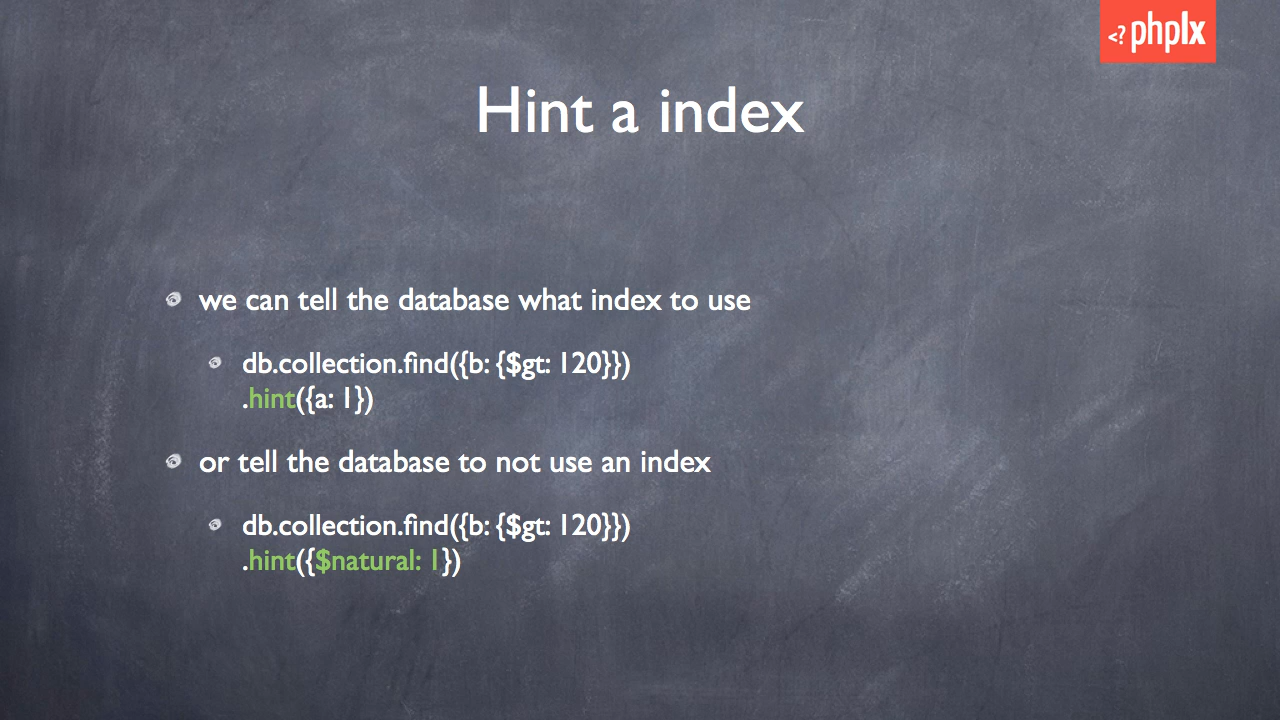 <? phplx
Hint a index
we can tell the database what index to use
db.collection.find({b: {$gt: 120}})
.hint({a: 1})
or tell the database to not use an index
db.collection.find({b: {$gt: 120}})
.hint({$natural: 1})